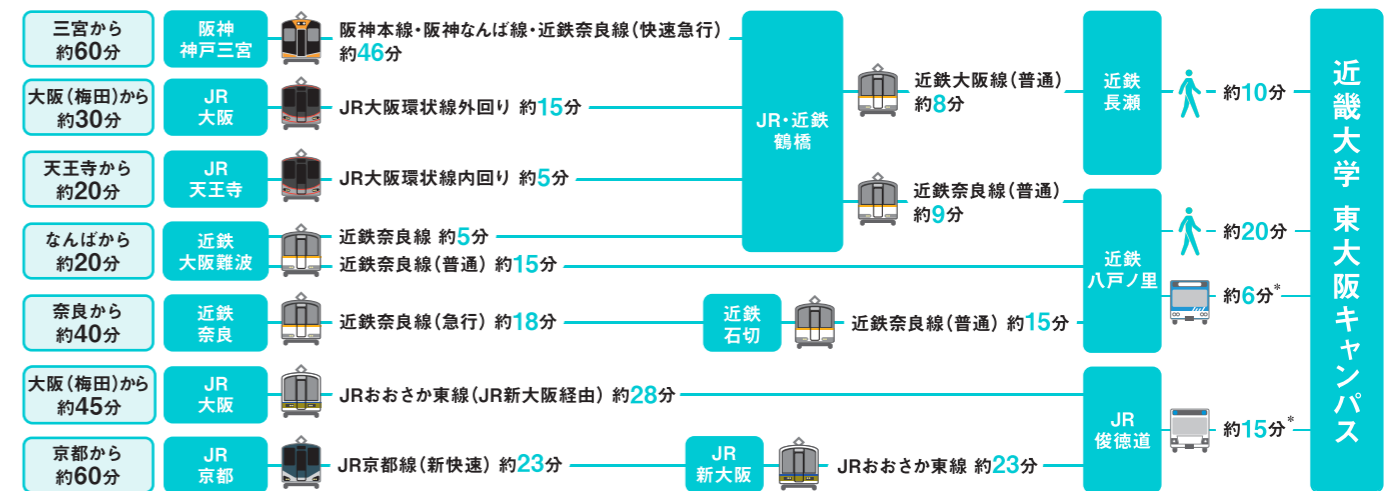 三宮から
約60分
阪神
神戸三宮
阪神本線・阪神なんば線・近鉄奈良線(快速急行)
約46分
大阪(梅田)から
約30分
JR
大阪
JR大阪環状線外回り 約15分
天王寺から
約20分
JR
天王寺
JR大阪環状線内回り 約5分
なんばから
約20分
近鉄
大阪難波
近鉄奈良線 約5分
近鉄奈良線(普通) 約15分
JR・近鉄
鶴橋
近鉄大阪線(普通)
約8分
近鉄奈良線(普通)
約9分
近鉄
長瀬
約10分
奈良から
約40分
近鉄
奈良
近鉄奈良線(急行) 約18分
近鉄
石切
近鉄奈良線(普通) 約15分
近鉄
八戸ノ里
約20分
約6分*
大阪(梅田)から
約45分
JR
大阪
JRおおさか東線(JR新大阪経由) 約28分
京都から
約60分
JR
京都
JR京都線(新快速) 約23分
JR
新大阪
JRおおさか東線 約23分
JR
俊徳道
約15分*
近畿大学 東大阪キャンパス